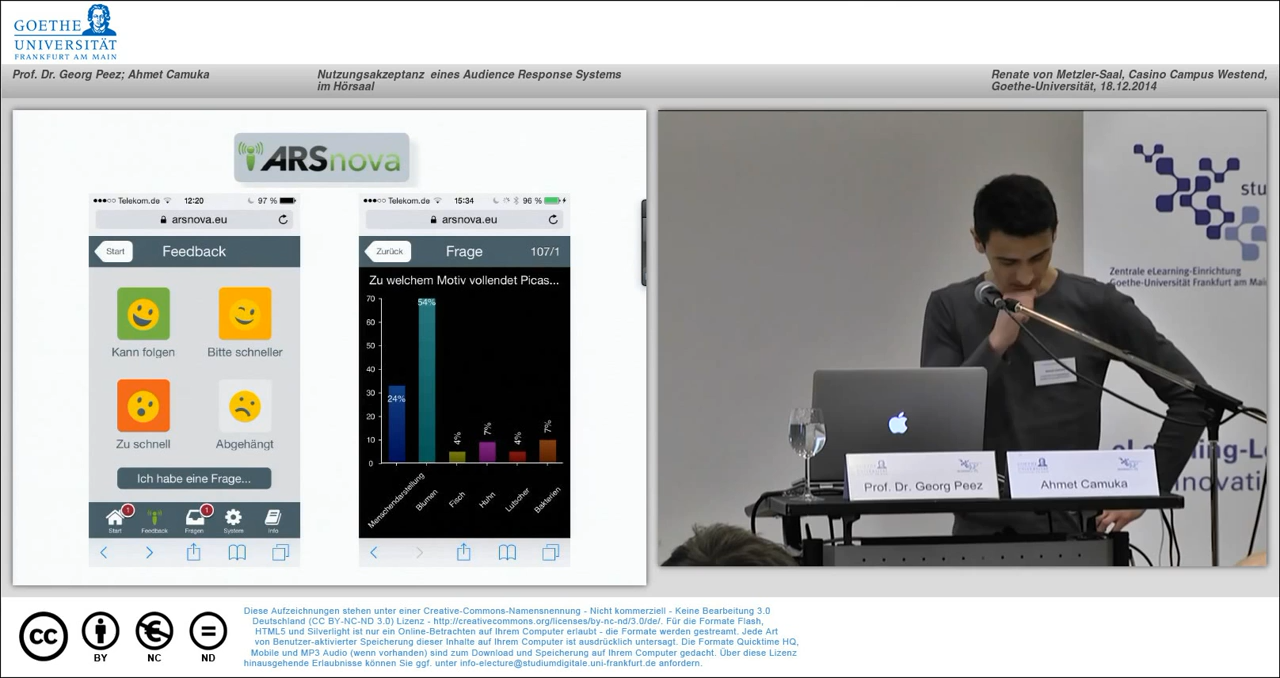 GOETHE
UNIVERSITÄT
FRANKFURT AM MAIN
Prof. Dr. Georg Peez; Ahmet Camuka
Nutzungsakzeptanz eines Audience Response Systems
im Hörsaal
Renate von Metzler-Saal, Casino Campus Westend,
Goethe-Universität, 18.12.2014
ARSnova
Telekom.de 12:20 97 %
arsnova.eu
Start Feedback
Kann folgen Bitte schneller
Zu schnell Abgehängt
Ich habe eine Frage...
1 1
Start Feedback Fragen System Info
Telekom.de 15:34 96 %
arsnova.eu
Zurück Frage 107/1
Zu welchem Motiv vollendet Picas...
70
60
50
40
30
20
10
0
24% 54% 4% 7% 4% 7%
Menschendarstellung Blumen Fisch Huhn Lutscher Bakterien
stu
Zentrale eLearning-Einrichtung
Goethe-Universität Frankfurt am Mai
eLearning-L
nnovati
Prof. Dr. Georg Peez
Ahmet Camuka
cc
BY NC ND
Diese Aufzeichnungen stehen unter einer Creative-Commons-Namensnennung - Nicht kommerziell - Keine Bearbeitung 3.0
Deutschland (CC BY-NC-ND 3.0) Lizenz - http://creativecommons.org/licenses/by-nc-nd/3.0/de/. Für die Formate Flash,
HTML5 und Silverlight ist nur ein Online-Betrachten auf Ihrem Computer erlaubt - die Formate werden gestreamt. Jede Art
von Benutzer-aktivierter Speicherung dieser Inhalte auf Ihrem Computer ist ausdrücklich untersagt. Die Formate Quicktime HQ,
Mobile und MP3 Audio (wenn vorhanden) sind zum Download und Speicherung auf Ihrem Computer gedacht. Über diese Lizenz
hinausgehende Erlaubnisse können Sie ggf. unter info-electure@studiumdigitale.uni-frankfurt.de anfordern.